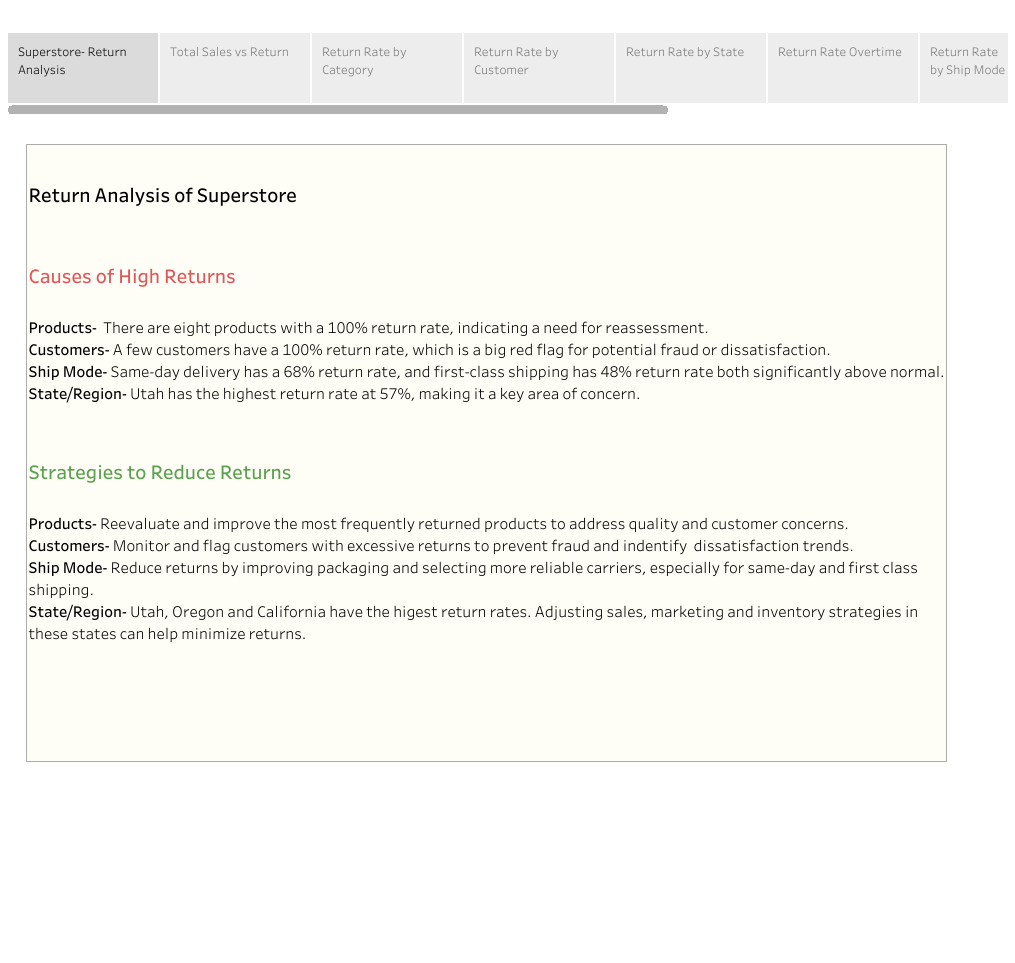 Superstore- Return
Analysis
Total Sales vs Return
Return Rate by
Category
Return Rate by
Customer
Return Rate by State
Return Rate Overtime
Return Rate
by Ship Mode
Return Analysis of Superstore
Causes of High Returns
Products-  There are eight products with a 100% return rate, indicating a need for reassessment.
Customers- A few customers have a 100% return rate, which is a big red flag for potential fraud or dissatisfaction.
Ship Mode- Same-day delivery has a 68% return rate, and first-class shipping has 48% return rate both significantly above normal.
State/Region- Utah has the highest return rate at 57%, making it a key area of concern.
Strategies to Reduce Returns
Products- Reevaluate and improve the most frequently returned products to address quality and customer concerns.
Customers- Monitor and flag customers with excessive returns to prevent fraud and indentify  dissatisfaction trends.
Ship Mode- Reduce returns by improving packaging and selecting more reliable carriers, especially for same-day and first class
shipping.
State/Region- Utah, Oregon and California have the higest return rates. Adjusting sales, marketing and inventory strategies in
these states can help minimize returns.